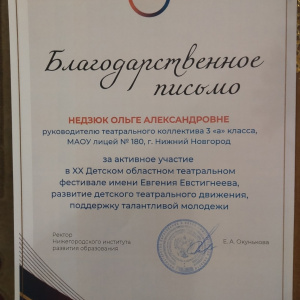 Благодарственное
письмо
НЕДЗЮК ОЛЬГЕ АЛЕКСАНДРОВНЕ
руководителю театрального коллектива 3 «а» класса,
МАОУ лицей № 180, г. Нижний Новгород
за активное участие
в XX Детском областном театральном
фестивале имени Евгения Евстигнеева,
развитие детского театрального движения,
поддержку талантливой молодежи
Ректор
Нижегородского института
развития образования
Е.А. Окунькова